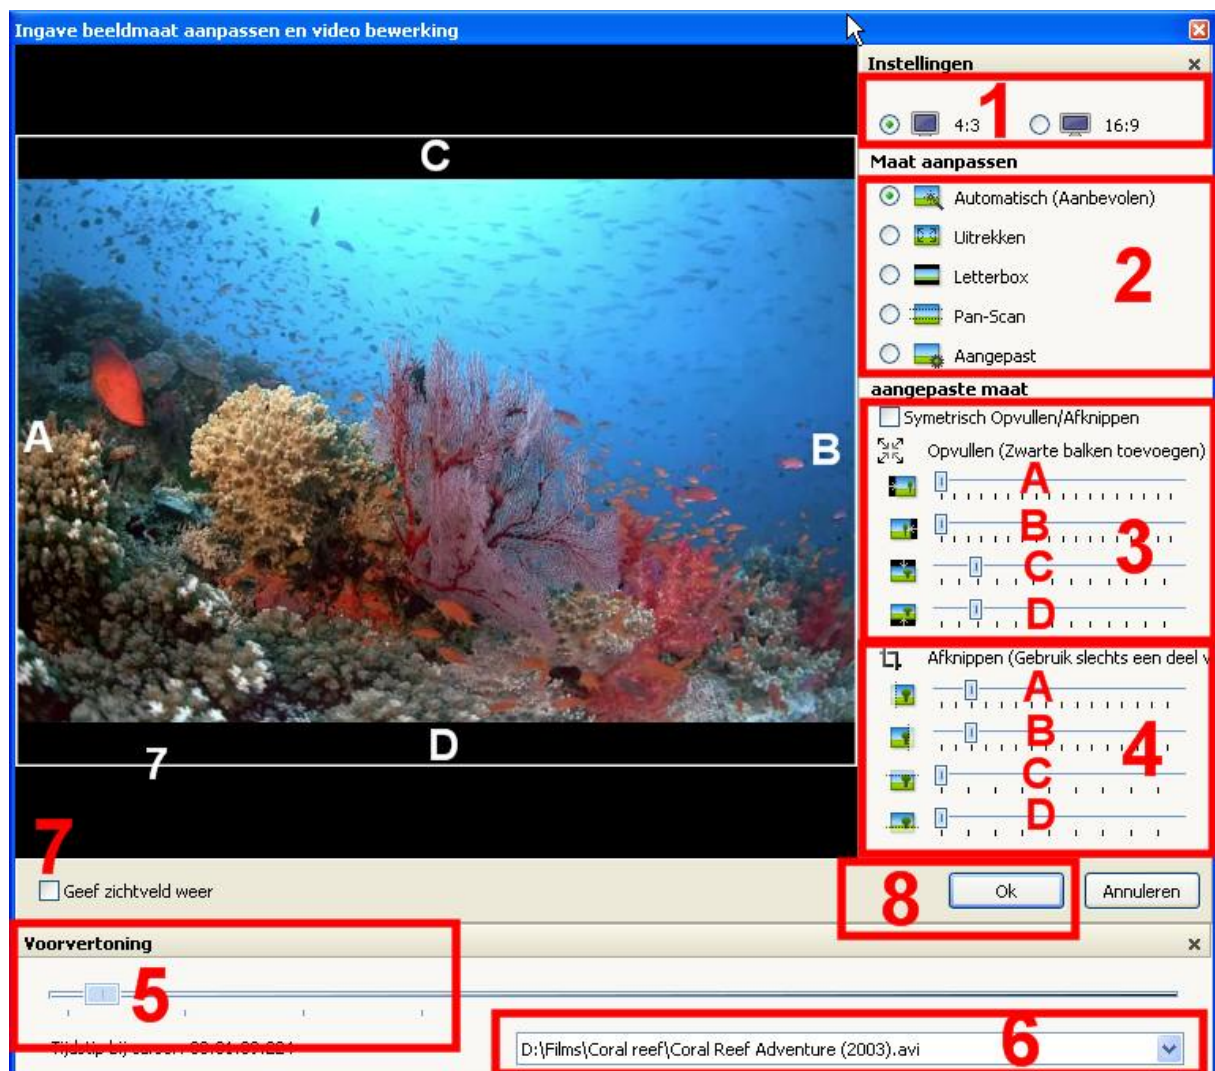 Ingave beeldmaat aanpassen en video bewerking
Instellingen
1
4:3
16:9
Maat aanpassen
Automatisch (Aanbevolen)
Uitrekken
Letterbox
Pan-Scan
Aangepast
2
aangepaste maat
Symetrisch Opvullen/Afknippen
Opvullen (Zwarte balken toevoegen)
A
B
C
D
3
Afknippen (Gebruik slechts een deel v
A
B
C
D
4
C
A
B
D
7
7
Geef zichtveld weer
8
Ok
Annuleren
Voorvertoning
5
Tijdstip bij
D:\Films\Coral reef\Coral Reef Adventure (2003).avi
6